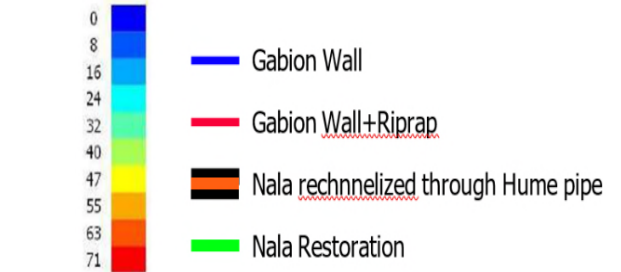 0
8
16
24
32
40
47
55
63
71
Gabion Wall
Gabion Wall+Riprap
Nala rechnnelized through Hume pipe
Nala Restoration